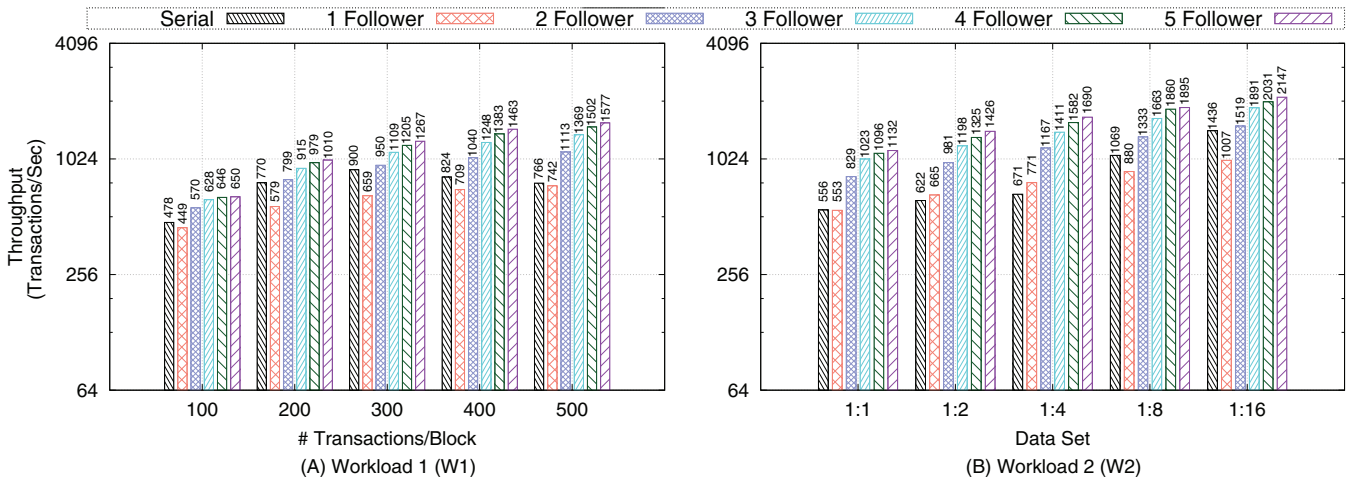 Serial 1 Follower 2 Follower 3 Follower 4 Follower 5 Follower
Throughput
(Transactions/Sec)
4096
1024
256
64
478 449 570 628 646 650
770 579 799 915 979 1010
900 659 950 1109 1205 1267
824 709 1040 1248 1383 1463
766 742 1113 1369 1502 1577
100 200 300 400 500
# Transactions/Block
(A) Workload 1 (W1)
4096
1024
256
64
556 553 829 1023 1096 1132
622 665 981 1198 1325 1426
671 771 1167 1411 1582 1690
1069 880 1333 1663 1860 1895
1436 1007 1519 1891 2031 2147
1:1 1:2 1:4 1:8 1:16
Data Set
(B) Workload 2 (W2)